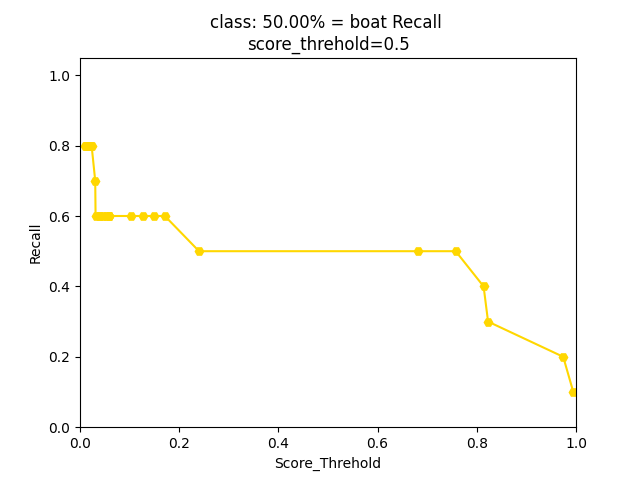 class: 50.00% = boat Recall
score_threhold=0.5
1.0
0.8
0.6
0.4
0.2
0.0
Recall
0.0 0.2 0.4 0.6 0.8 1.0
Score_Threhold